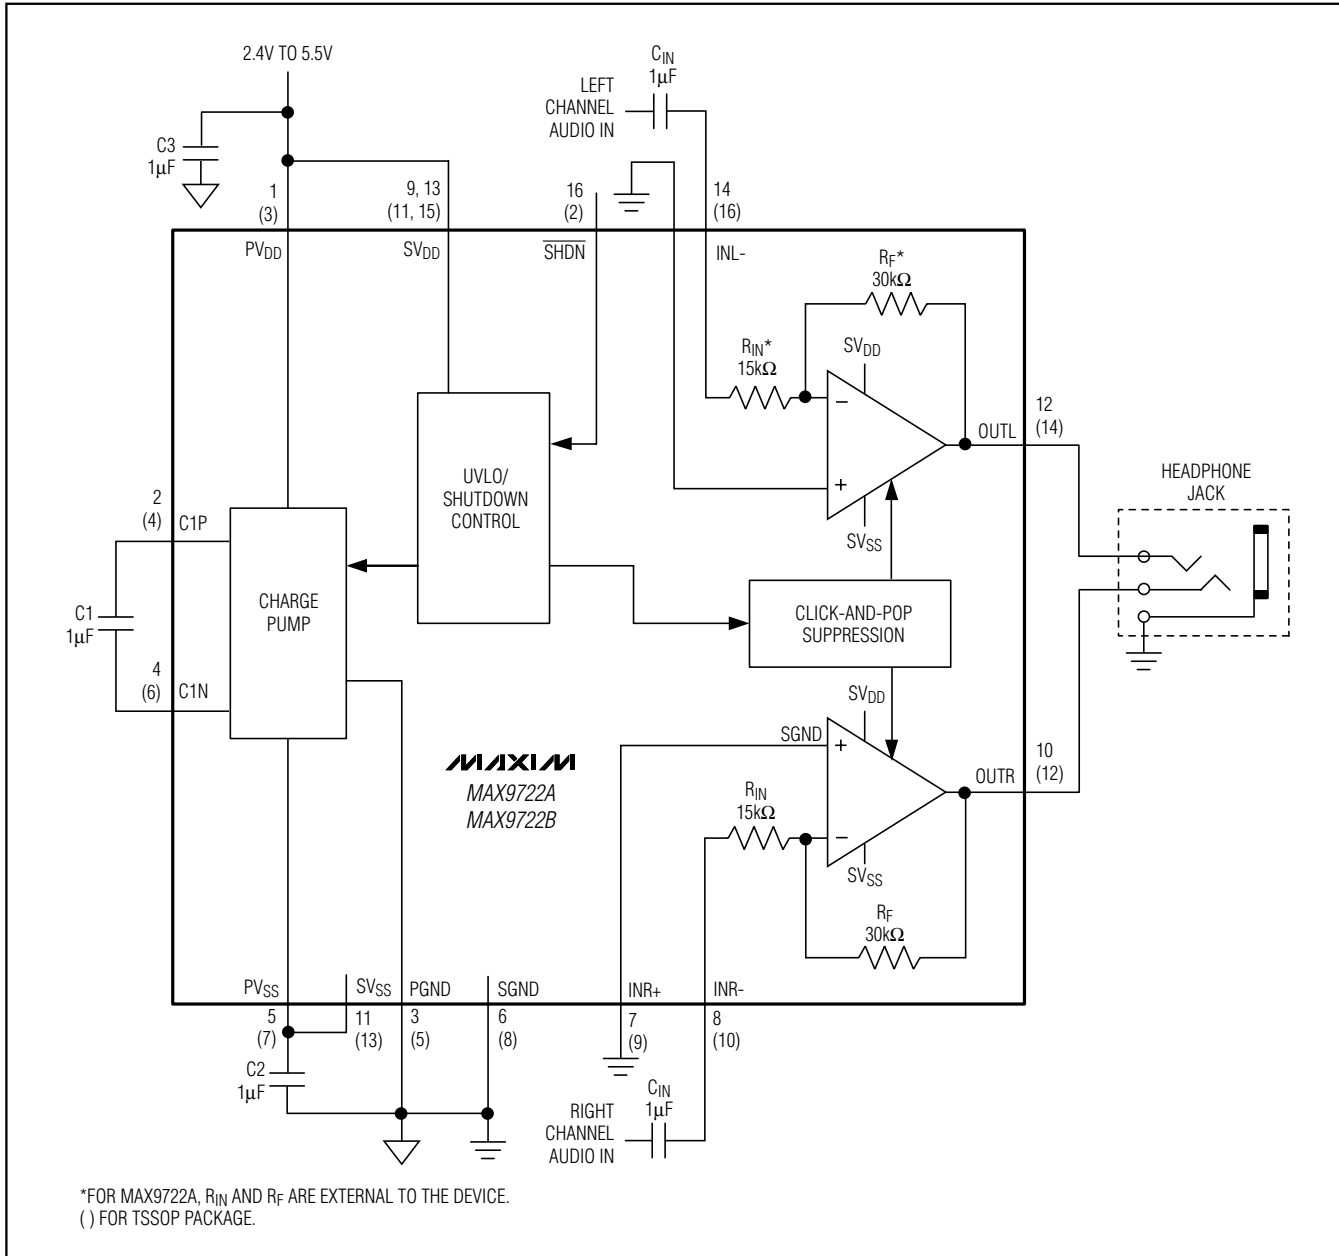 2.4V TO 5.5V
C3
1µF
LEFT
CHANNEL
AUDIO IN
CIN
1µF
1
(3)
9, 13
(11, 15)
16
(2)
14
(16)
PVDD
SVDD
SHDN
INL-
RF*
30kΩ
RIN*
15kΩ
SVDD
−
+
SVSS
OUTL
12
(14)
HEADPHONE
JACK
UVLO/
SHUTDOWN
CONTROL
2
(4)
C1P
C1
1µF
CHARGE
PUMP
4
(6)
C1N
CLICK-AND-POP
SUPPRESSION
MAXIM
MAX9722A
MAX9722B
SVDD
SGND
+
−
SVSS
RIN
15kΩ
RF
30kΩ
OUTR
10
(12)
PVSS
SVSS
PGND
SGND
INR+
INR-
5
(7)
11
(13)
3
(5)
6
(8)
7
(9)
8
(10)
C2
1µF
RIGHT
CHANNEL
AUDIO IN
CIN
1µF
*FOR MAX9722A, RIN AND RF ARE EXTERNAL TO THE DEVICE.
( ) FOR TSSOP PACKAGE.